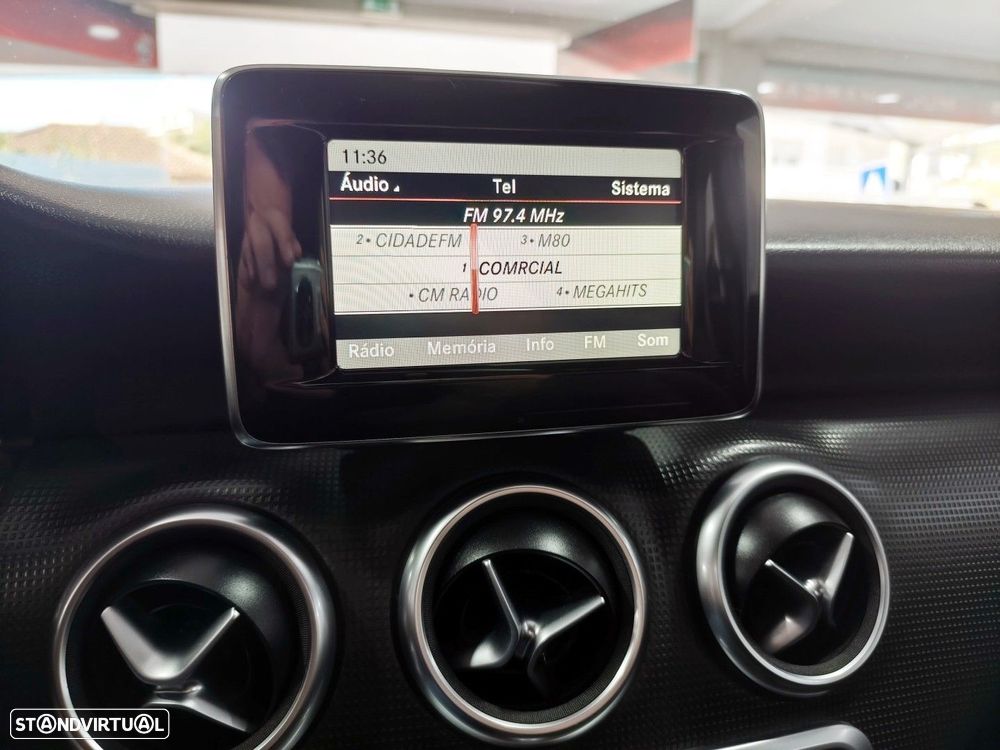 11:36
Áudio Tel Sistema
FM 97.4 MHz
2• CIDADEFM 3• M80
1 COMRCIAL
• CM RADIO 4• MEGAHITS
Rádio Memória Info FM Som
STANDVIRTUAL